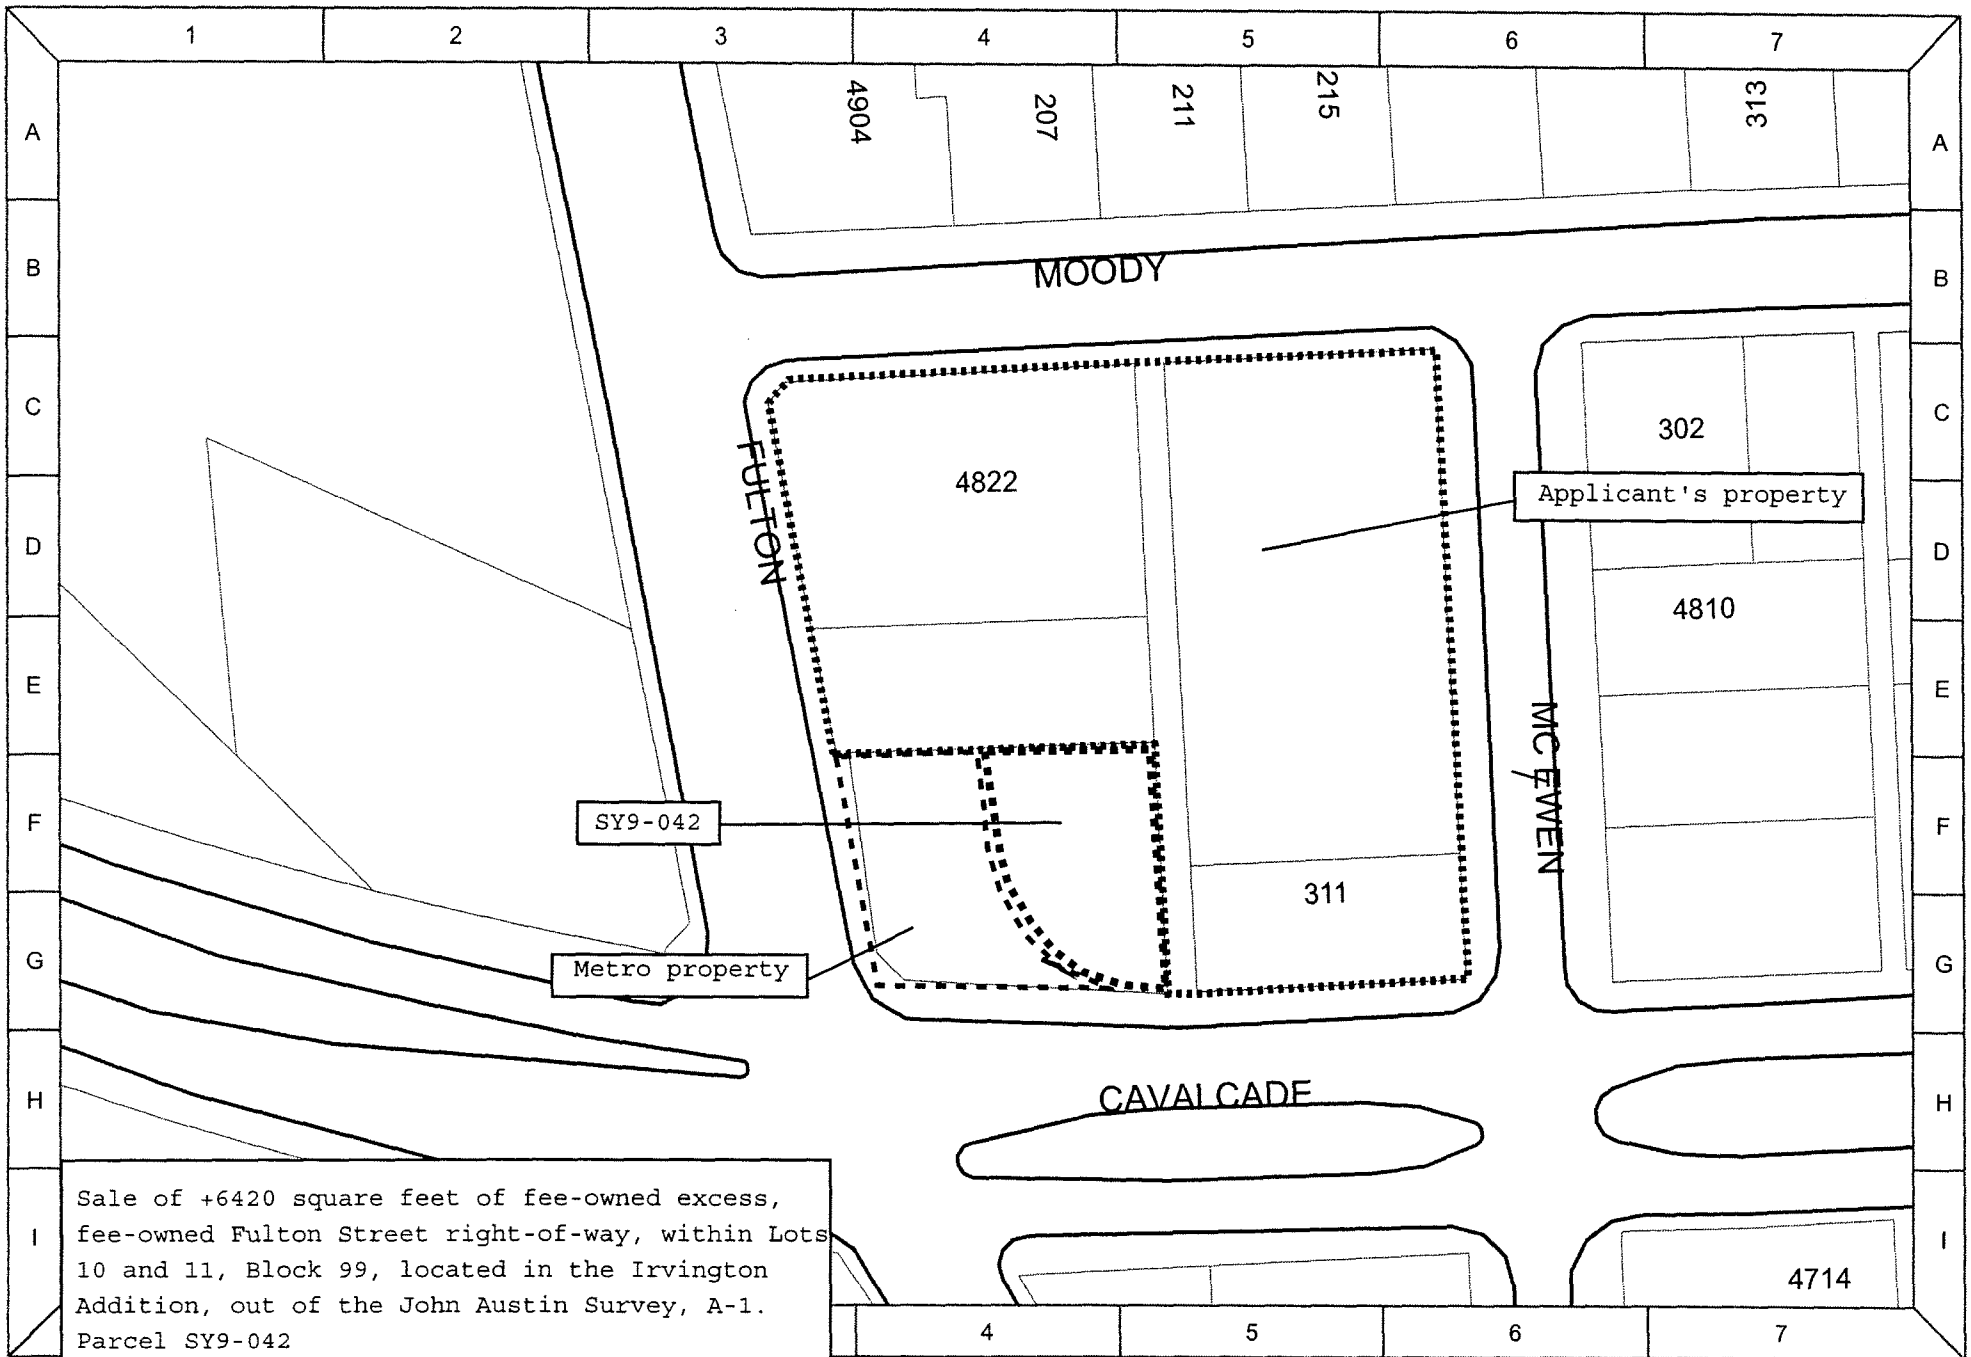 1 2 3 4 5 6 7
A A
4904 207 211 215 313
B B
MOODY
C C
302
FULTON
4822
Applicant's property
D D
4810
E E
MC EWEN
F F
SY9-042
311
G G
Metro property
H H
CAVALCADE
I I
Sale of +6420 square feet of fee-owned excess,
fee-owned Fulton Street right-of-way, within Lots
10 and 11, Block 99, located in the Irvington
Addition, out of the John Austin Survey, A-1.
Parcel SY9-042
4714
4 5 6 7